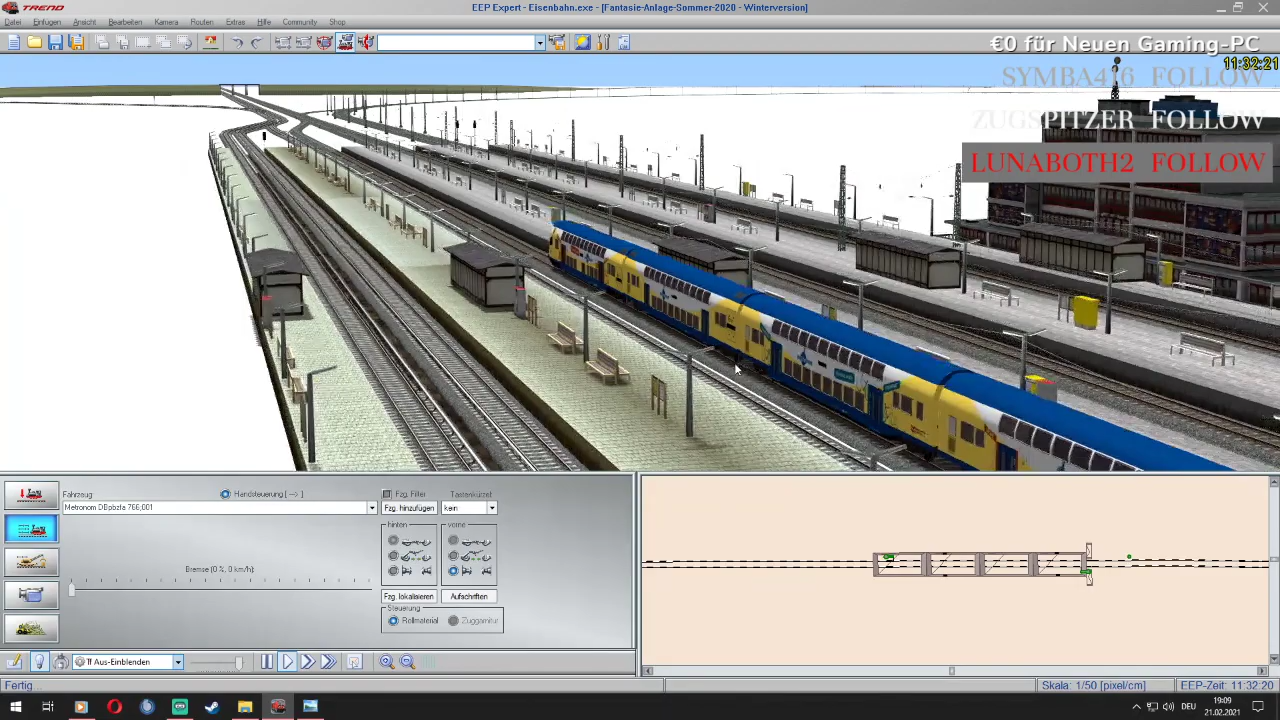 TREND
EEP Expert - Eisenbahn.exe - [Fantasie-Anlage-Sommer-2020 - Winterversion]
Datei Einfügen Ansicht Bearbeiten Kamera Routen Extras Hilfe Community Shop
€0 für Neuen Gaming-PC
11:32:21
SYMBA416 FOLLOW
ZUGSPITZER FOLLOW
LUNABOTH2 FOLLOW
Fahrzeug
Handsteuerung [ --> ]
Fzg. Filter
Tastenkürzel
Metronom DBpbzfa 766;001
Fzg. hinzufügen
kein
hinten
vorne
Bremse (0 %, 0 km/h):
Fzg. lokalisieren
Aufschriften
Steuerung
Rollmaterial
Zuggarnitur
Tf Aus-Einblenden
Fertig...
Skala: 1/50 [pixel/cm]
EEP-Zeit: 11:32:20
DEU
19:09
21.02.2021